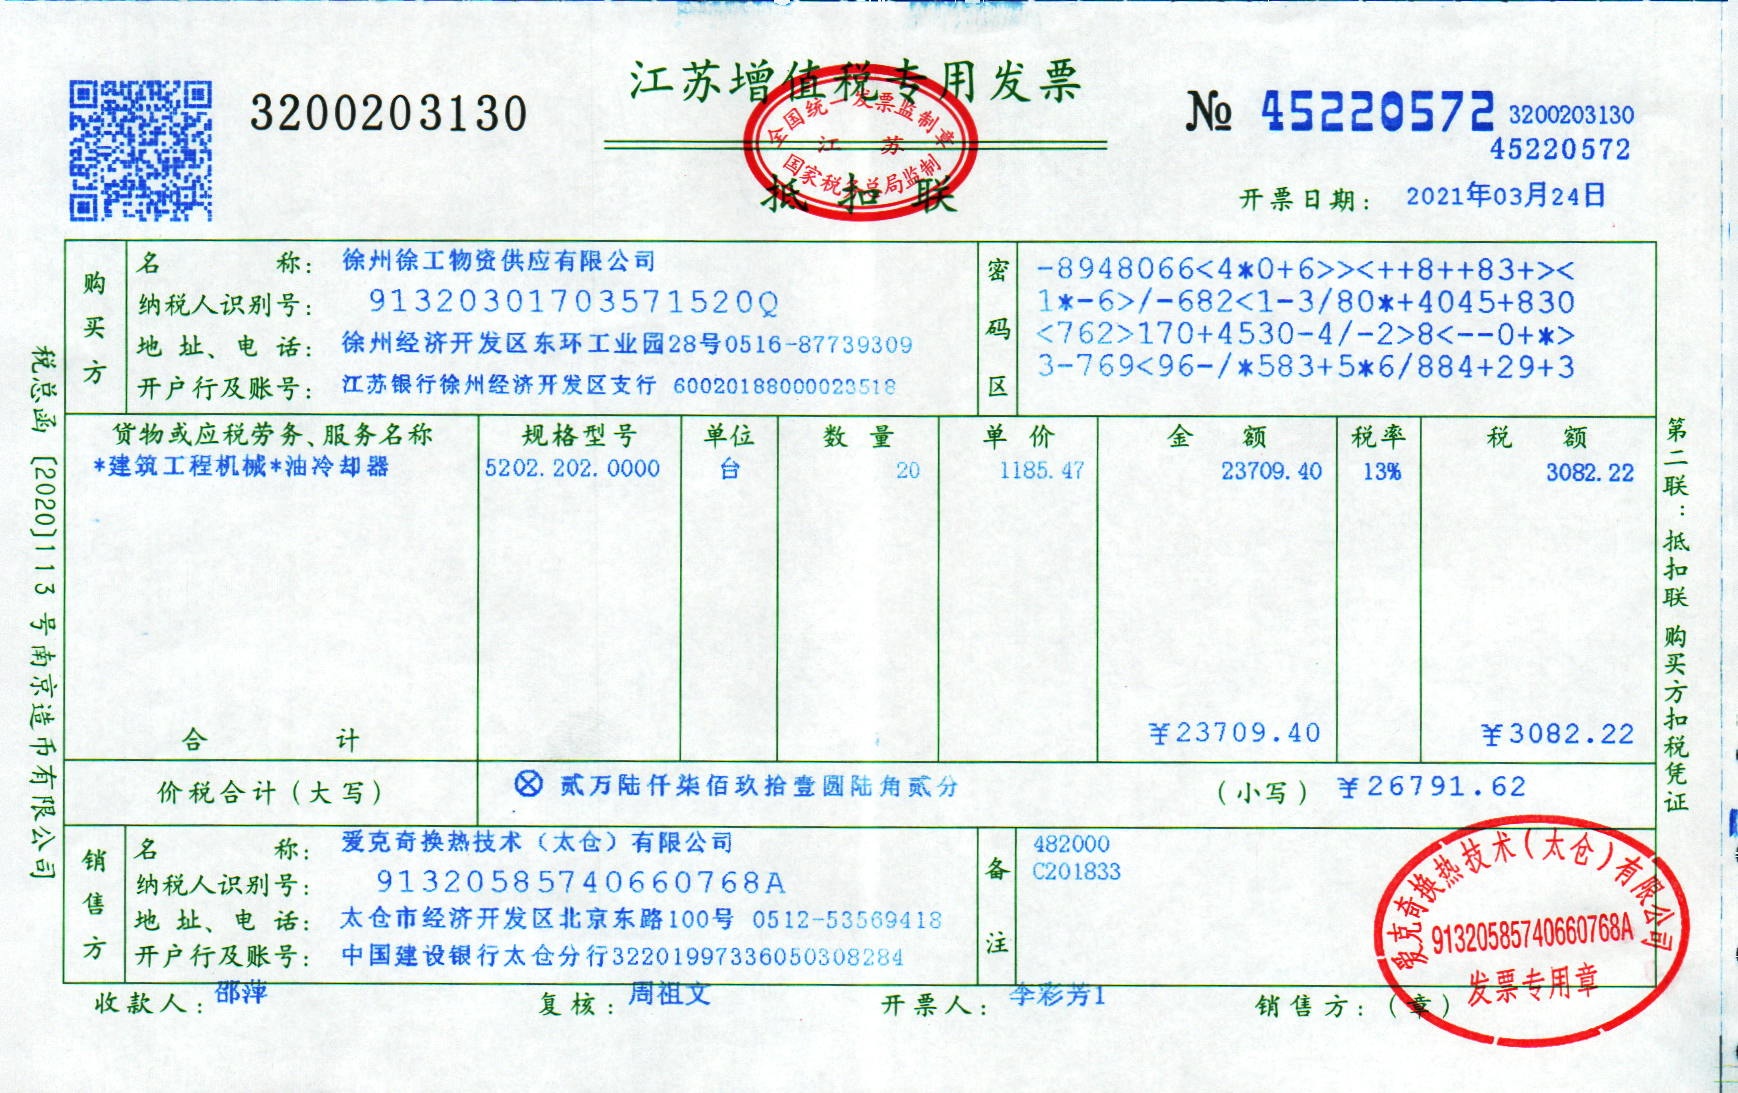 江苏增值税专用发票
3200203130
全国统一发票监制章
江 苏
国家税务总局监制
抵扣联
№ 45220572
3200203130
45220572
开票日期： 2021年03月24日
购买方
名 称： 徐州徐工物资供应有限公司
纳税人识别号： 91320301703571520Q
地 址、电 话： 徐州经济开发区东环工业园28号0516-87739309
开户行及账号： 江苏银行徐州经济开发区支行 60020188000023518
密码区
-8948066<4*0+6>><++8++83+><
1*-6>/-682<1-3/80*+4045+830
<762>170+4530-4/-2>8<--0+*>
3-769<96-/*583+5*6/884+29+3
货物或应税劳务、服务名称 规格型号 单位 数 量 单 价 金 额 税率 税 额
*建筑工程机械*油冷却器 5202.202.0000 台 20 1185.47 23709.40 13% 3082.22
合 计 ￥23709.40 ￥3082.22
价税合计（大写） ⊗ 贰万陆仟柒佰玖拾壹圆陆角贰分 （小写）￥26791.62
销售方
名 称： 爱克奇换热技术（太仓）有限公司
纳税人识别号： 91320585740660768A
地 址、电 话： 太仓市经济开发区北京东路100号 0512-53569418
开户行及账号： 中国建设银行太仓分行32201997336050308284
备注
482000
C201833
收款人： 邵萍 复核： 周祖文 开票人： 李彩芳1 销售方：（章）
爱克奇换热技术（太仓）有限公司
91320585740660768A
发票专用章
税总函〔2020〕113号南京造币有限公司
第二联：抵扣联 购买方扣税凭证